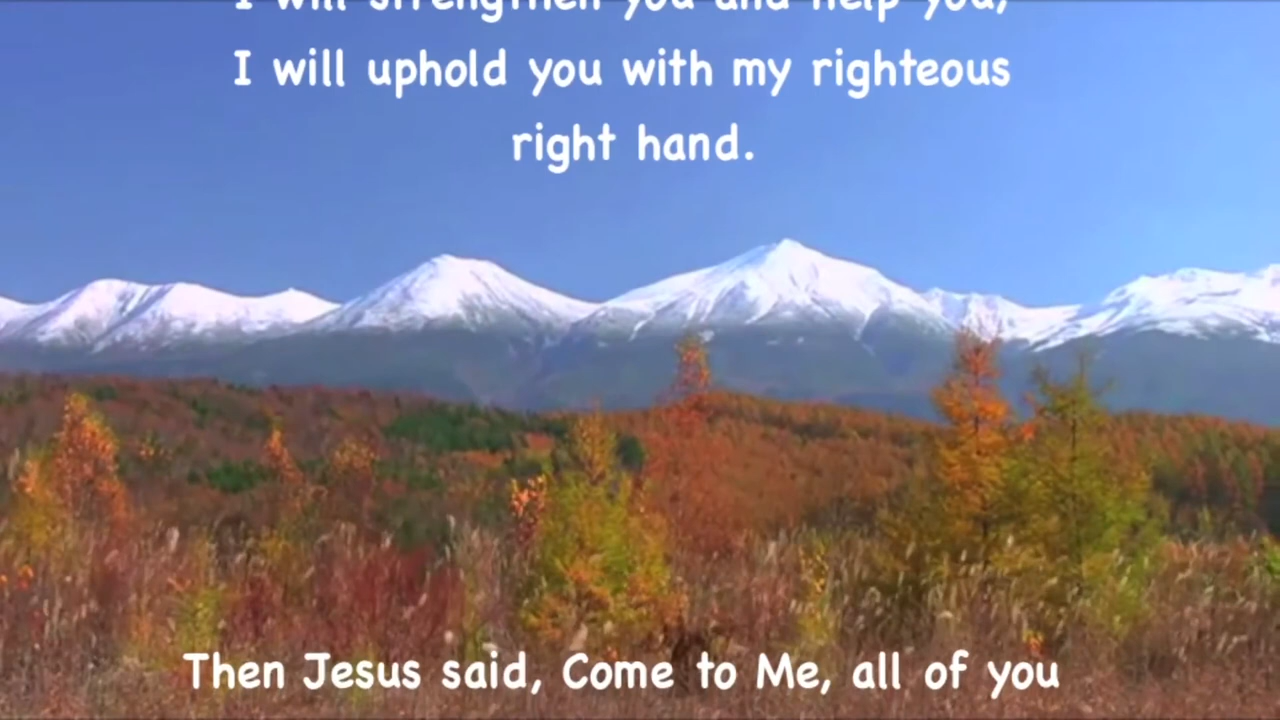 I will strengthen you and help you,
I will uphold you with my righteous
right hand.
Then Jesus said, Come to Me, all of you